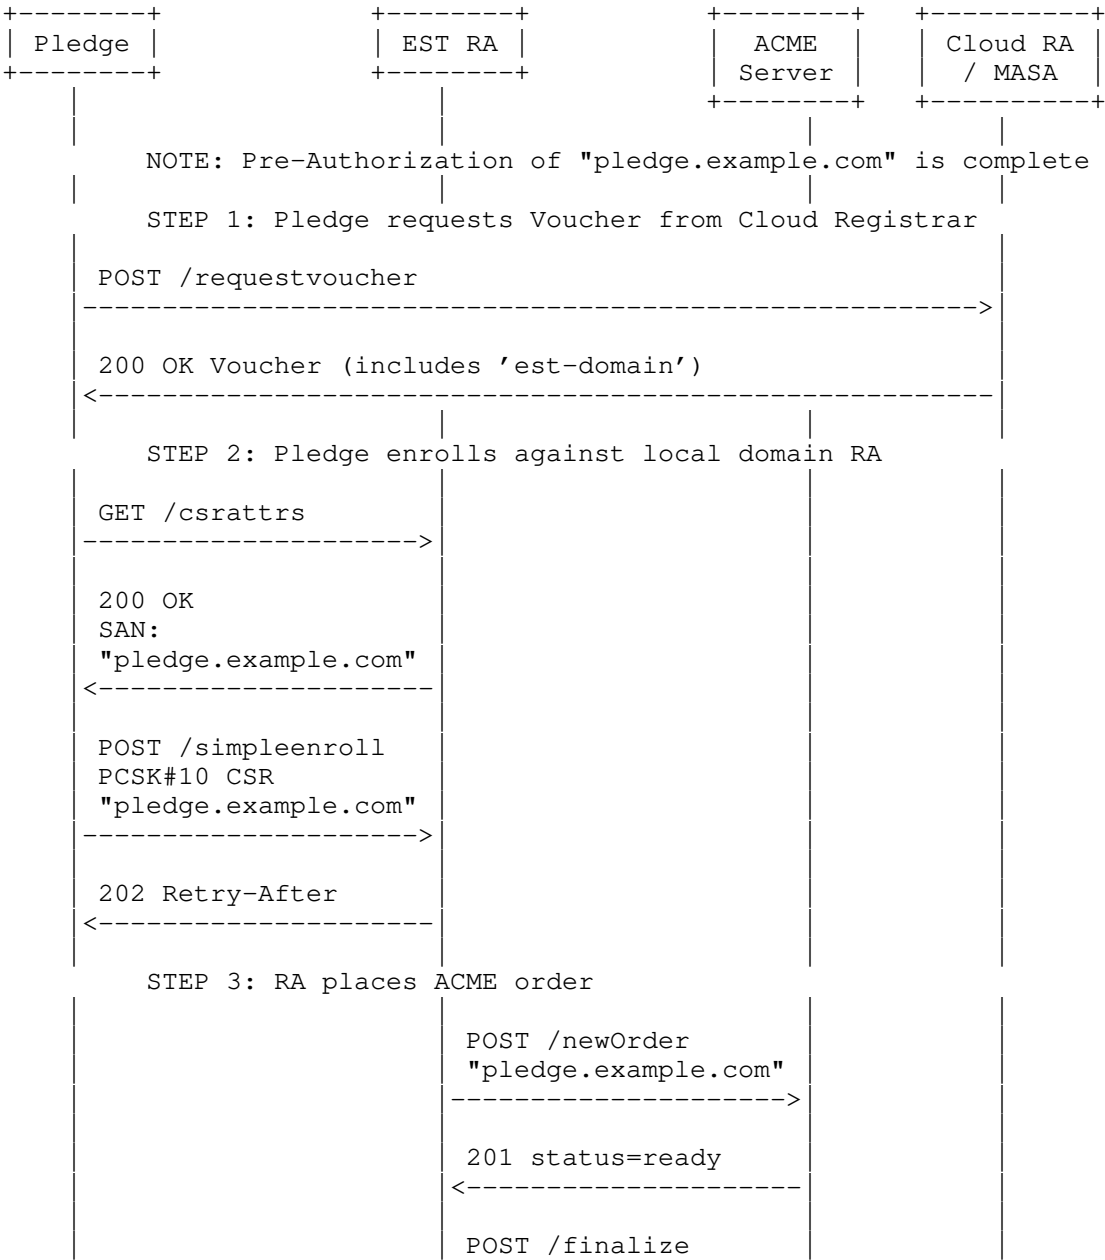 Pledge EST RA ACME Cloud RA
Server / MASA
NOTE: Pre-Authorization of "pledge.example.com" is complete
STEP 1: Pledge requests Voucher from Cloud Registrar
POST /requestvoucher
200 OK Voucher (includes ’est-domain’)
STEP 2: Pledge enrolls against local domain RA
GET /csrattrs
200 OK
SAN:
"pledge.example.com"
POST /simpleenroll
PCSK#10 CSR
"pledge.example.com"
202 Retry-After
STEP 3: RA places ACME order
POST /newOrder
"pledge.example.com"
201 status=ready
POST /finalize